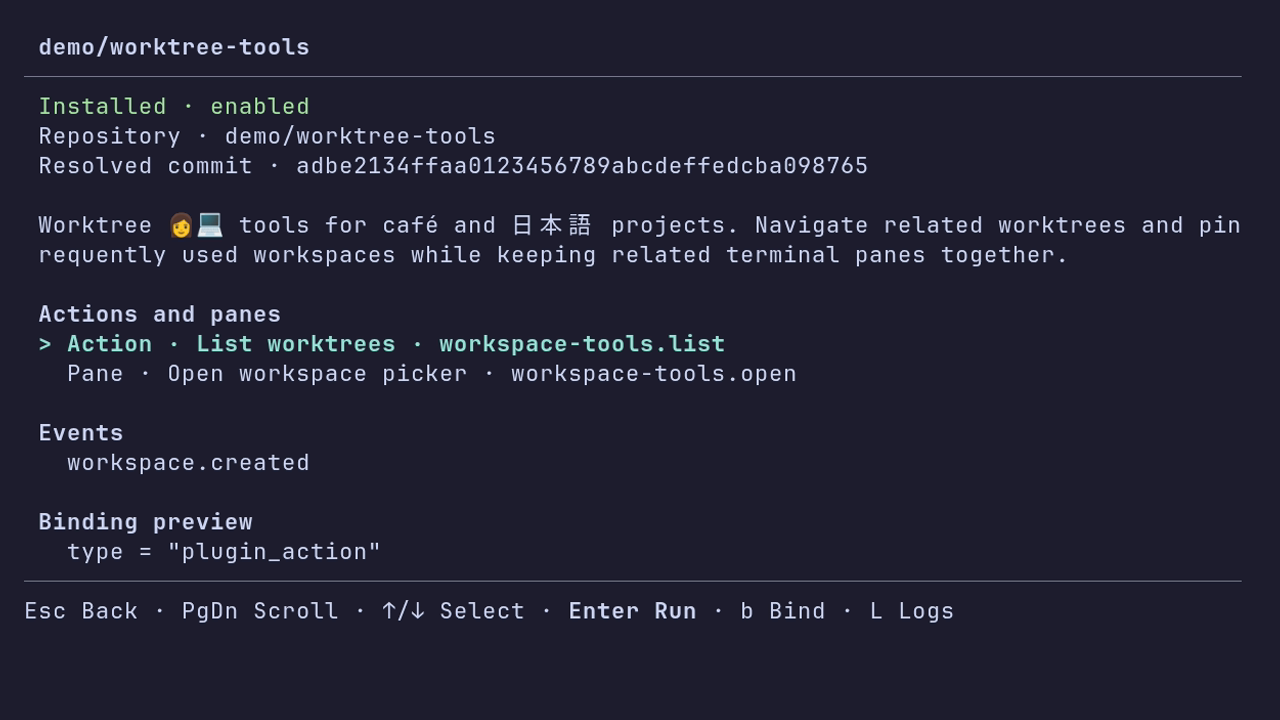 demo/worktree-tools
Installed · enabled
Repository · demo/worktree-tools
Resolved commit · adbe2134ffaa0123456789abcdeffedcba098765
Worktree 👩💻 tools for café and 日本語 projects. Navigate related worktrees and pin
requently used workspaces while keeping related terminal panes together.
Actions and panes
> Action · List worktrees · workspace-tools.list
Pane · Open workspace picker · workspace-tools.open
Events
workspace.created
Binding preview
type = "plugin_action"
Esc Back · PgDn Scroll · ↑/↓ Select · Enter Run · b Bind · L Logs